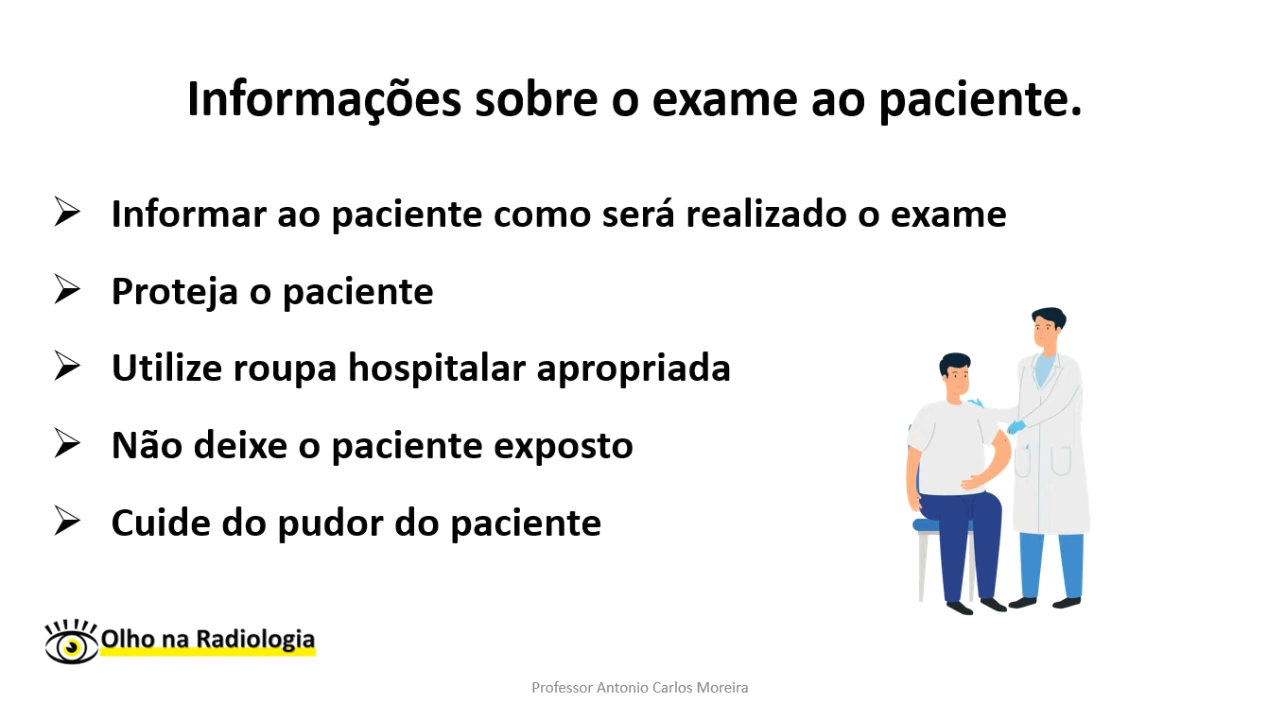 Informações sobre o exame ao paciente.
Informar ao paciente como será realizado o exame
Proteja o paciente
Utilize roupa hospitalar apropriada
Não deixe o paciente exposto
Cuide do pudor do paciente
Olho na Radiologia
Professor Antonio Carlos Moreira